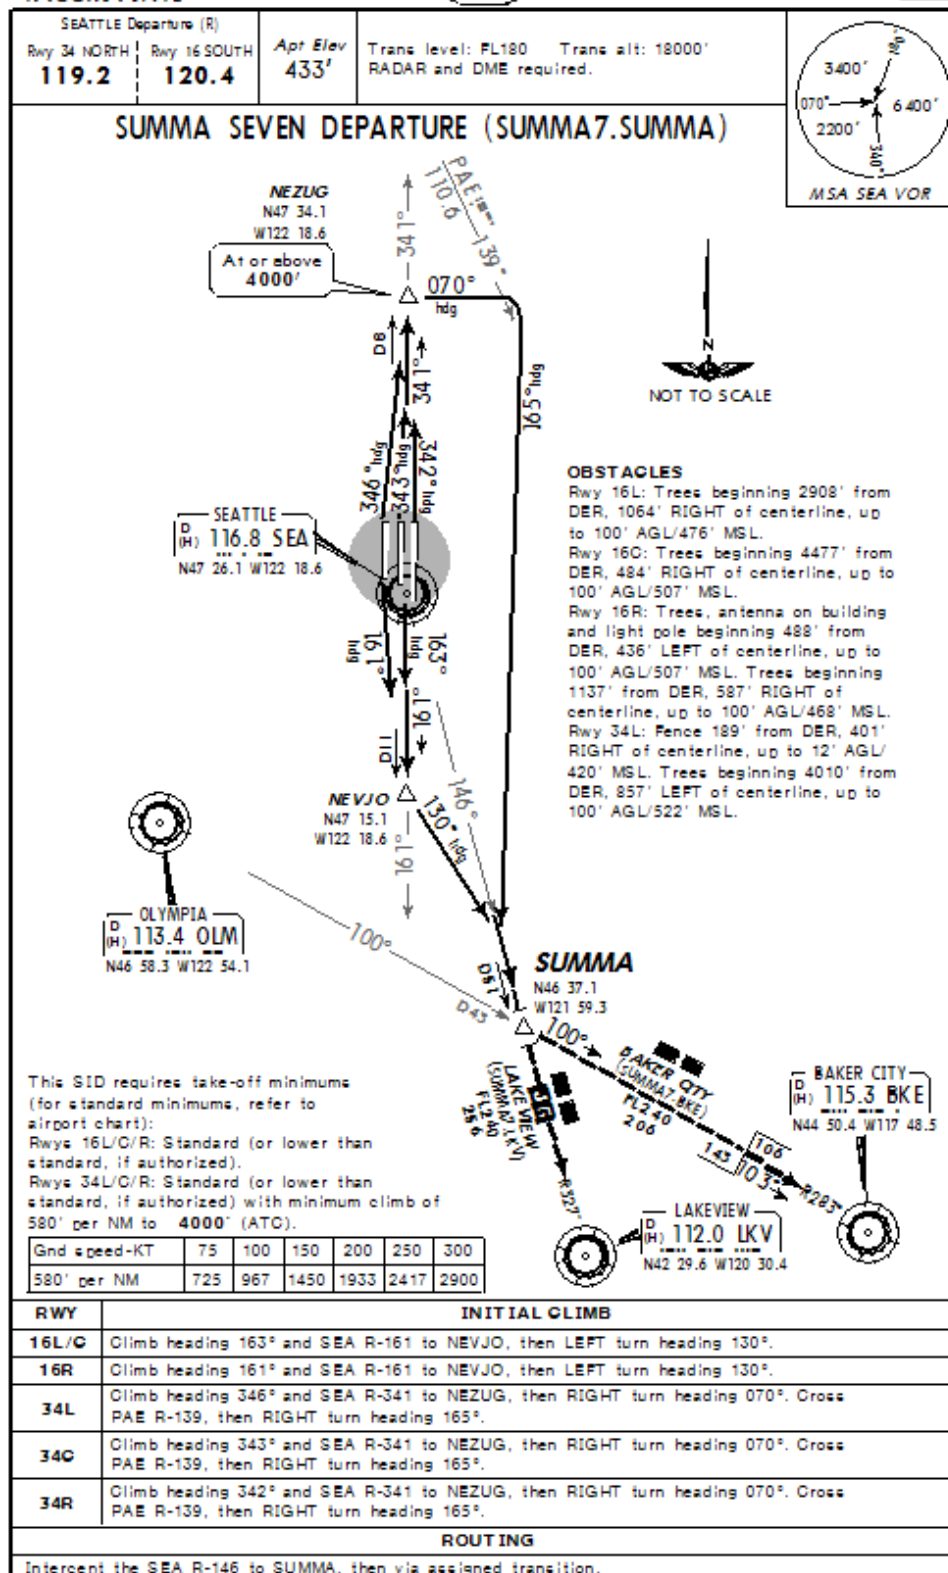 SEATTLE Departure (R)
Rwy 34 NORTH
119.2
Rwy 16 SOUTH
120.4
Apt Elev
433'
Trans level: FL180 Trans alt: 18000'
RADAR and DME required.
180°
3400'
070°
6400'
2200'
340°
MSA SEA VOR
SUMMA SEVEN DEPARTURE (SUMMA7.SUMMA)
NEZUG
N47 34.1
W122 18.6
At or above
4000'
341°
PAE
110.6
139°
070°
hdg
D8
341°
165° hdg
N
NOT TO SCALE
346° hdg
343° hdg
342° hdg
SEATTLE
D
(H) 116.8 SEA
N47 26.1 W122 18.6
OBSTACLES
Rwy 16L: Trees beginning 2908' from
DER, 1064' RIGHT of centerline, up
to 100' AGL/476' MSL.
Rwy 16C: Trees beginning 4477' from
DER, 484' RIGHT of centerline, up to
100' AGL/507' MSL.
Rwy 16R: Trees, antenna on building
and light pole beginning 488' from
DER, 436' LEFT of centerline, up to
100' AGL/507' MSL. Trees beginning
1137' from DER, 587' RIGHT of
centerline, up to 100' AGL/468' MSL.
Rwy 34L: Fence 189' from DER, 401'
RIGHT of centerline, up to 12' AGL/
420' MSL. Trees beginning 4010' from
DER, 857' LEFT of centerline, up to
100' AGL/522' MSL.
161°
hdg
163°
hdg
161°
D11
NEVJO
N47 15.1
W122 18.6
146°
130° hdg
161°
OLYMPIA
D
(H) 113.4 OLM
N46 58.3 W122 54.1
100°
D43
D51
SUMMA
N46 37.1
W121 59.3
100°
BAKER CITY
(SUMMA7.BKE)
FL240
206
LAKEVIEW
(SUMMA7.LKV)
FL240
256
JG
106
143
103°
R283°
R327°
BAKER CITY
D
(H) 115.3 BKE
N44 50.4 W117 48.5
LAKEVIEW
D
(H) 112.0 LKV
N42 29.6 W120 30.4
This SID requires take-off minimums
(for standard minimums, refer to
airport chart):
Rwys 16L/C/R: Standard (or lower than
standard, if authorized).
Rwys 34L/C/R: Standard (or lower than
standard, if authorized) with minimum climb of
580' per NM to 4000' (ATC).
Gnd speed-KT 75 100 150 200 250 300
580' per NM 725 967 1450 1933 2417 2900
RWY INITIAL CLIMB
16L/C Climb heading 163° and SEA R-161 to NEVJO, then LEFT turn heading 130°.
16R Climb heading 161° and SEA R-161 to NEVJO, then LEFT turn heading 130°.
34L Climb heading 346° and SEA R-341 to NEZUG, then RIGHT turn heading 070°. Cross
PAE R-139, then RIGHT turn heading 165°.
34C Climb heading 343° and SEA R-341 to NEZUG, then RIGHT turn heading 070°. Cross
PAE R-139, then RIGHT turn heading 165°.
34R Climb heading 342° and SEA R-341 to NEZUG, then RIGHT turn heading 070°. Cross
PAE R-139, then RIGHT turn heading 165°.
ROUTING
Intercept the SEA R-146 to SUMMA, then via assigned transition.